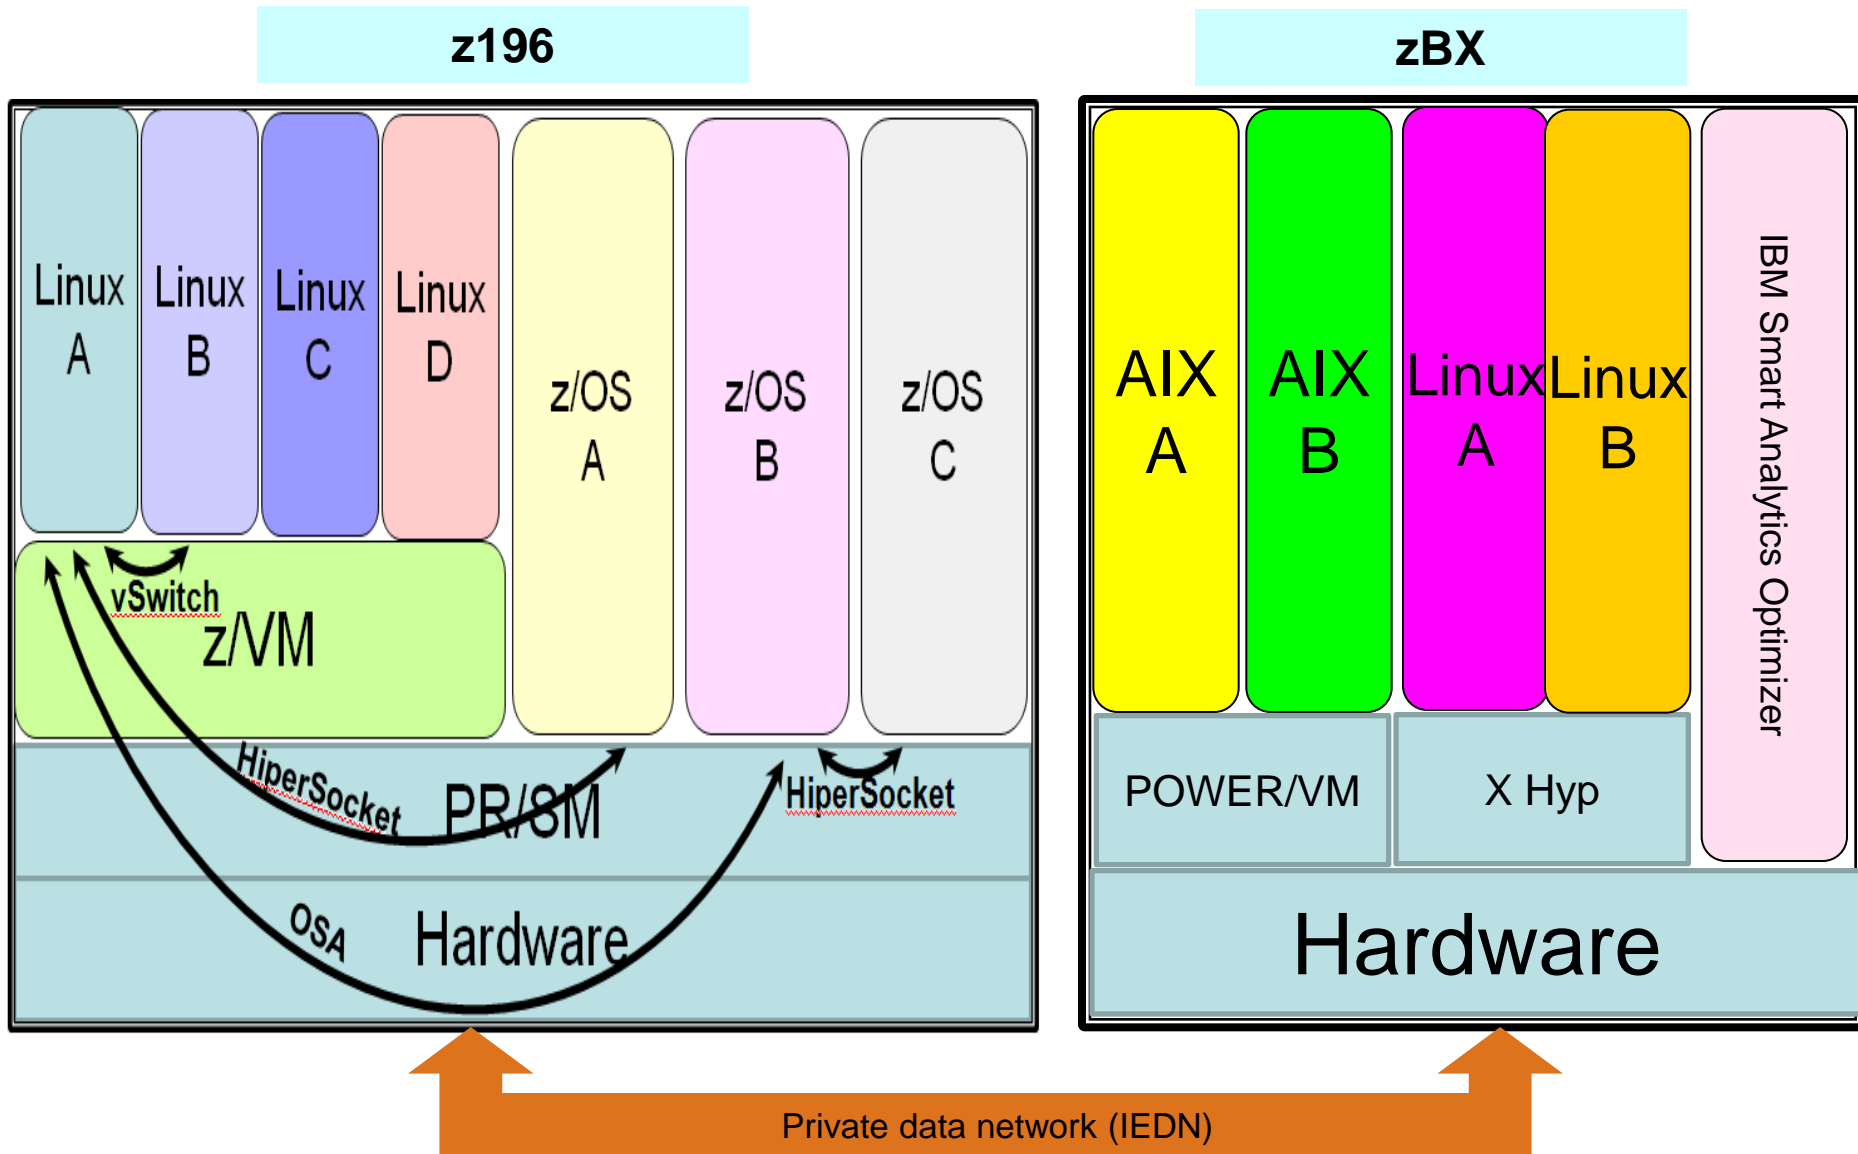 z196
zBX
Linux
A
Linux
B
Linux
C
Linux
D
z/OS
A
z/OS
B
z/OS
C
vSwitch
z/VM
HiperSocket
PR/SM
HiperSocket
OSA
Hardware
AIX
A
AIX
B
Linux
A
Linux
B
IBM Smart Analytics Optimizer
POWER/VM
X Hyp
Hardware
Private data network (IEDN)